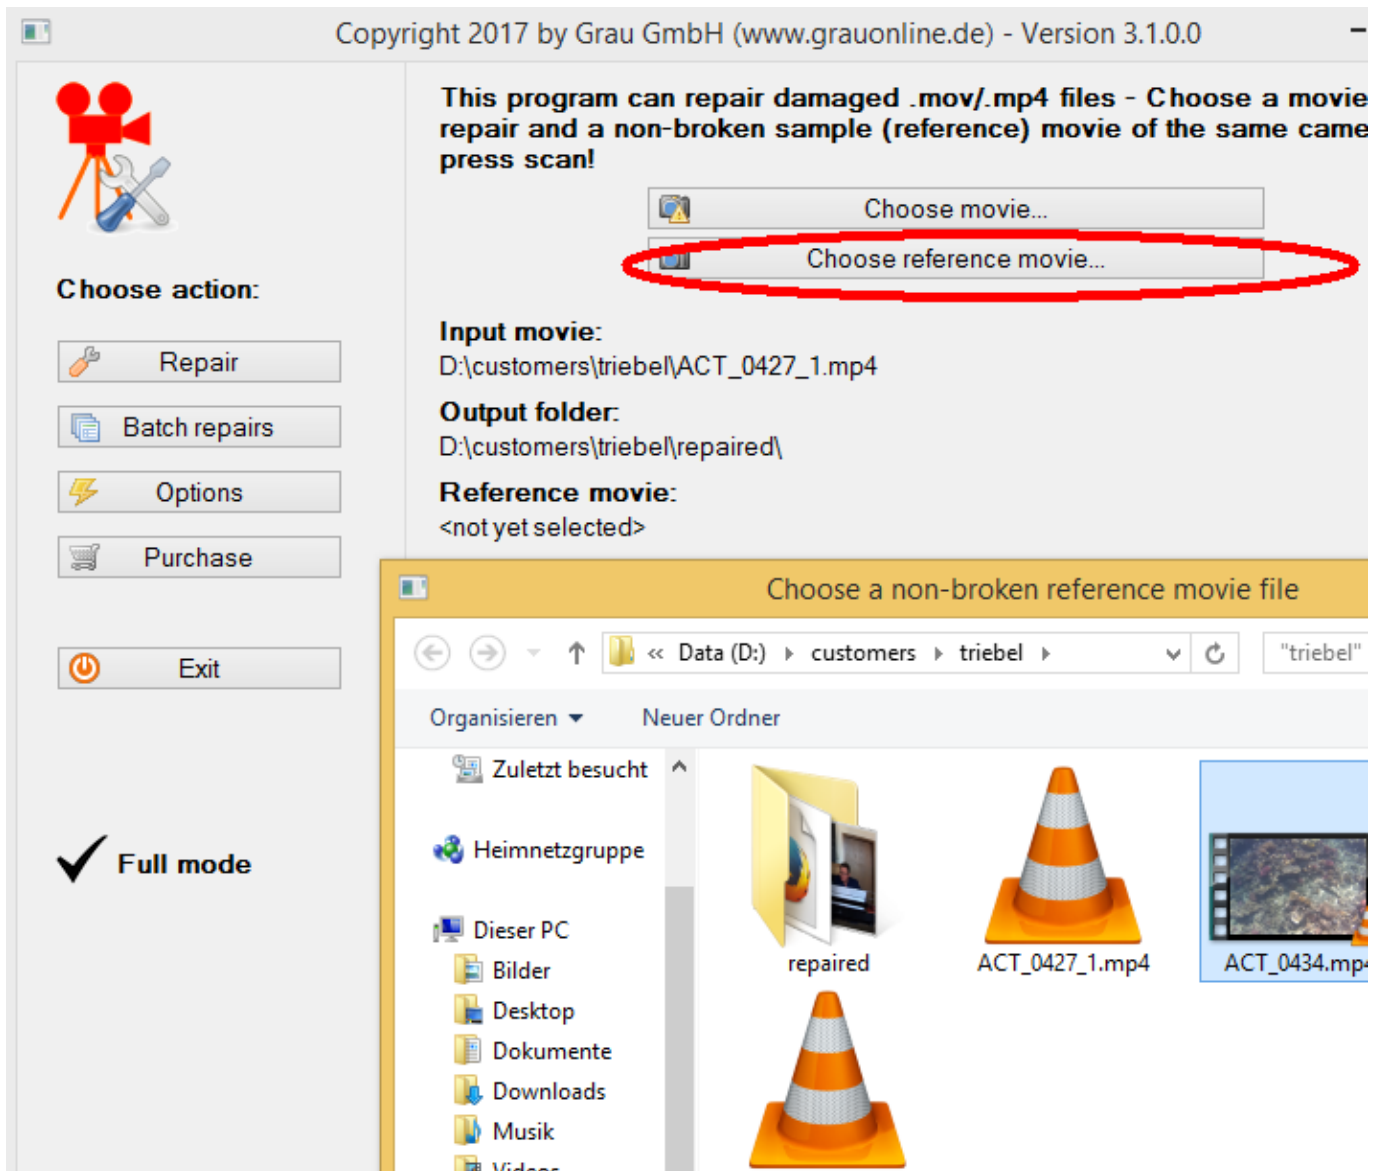 Copyright 2017 by Grau GmbH (www.grauonline.de) - Version 3.1.0.0
This program can repair damaged .mov/.mp4 files - Choose a movie
repair and a non-broken sample (reference) movie of the same came
press scan!
Choose movie...
Choose reference movie...
Choose action:
Repair
Batch repairs
Options
Purchase
Exit
Full mode
Input movie:
D:\customers\triebel\ACT_0427_1.mp4
Output folder:
D:\customers\triebel\repaired\
Reference movie:
<not yet selected>
Choose a non-broken reference movie file
« Data (D:) customers triebel
"triebel"
Organisieren Neuer Ordner
Zuletzt besucht
Heimnetzgruppe
Dieser PC
Bilder
Desktop
Dokumente
Downloads
Musik
Videos
repaired
ACT_0427_1.mp4
ACT_0434.mp4